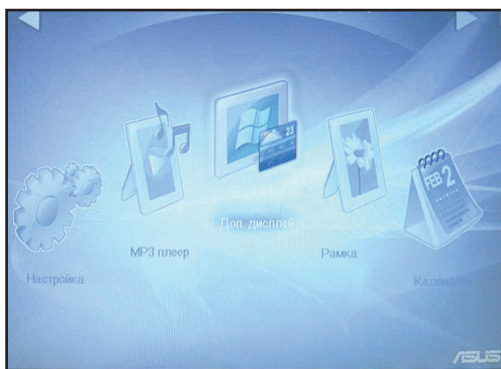 23°
FEB 2
Доп. дисплей
MP3 плеер
Рамка
Настройка
ASUS